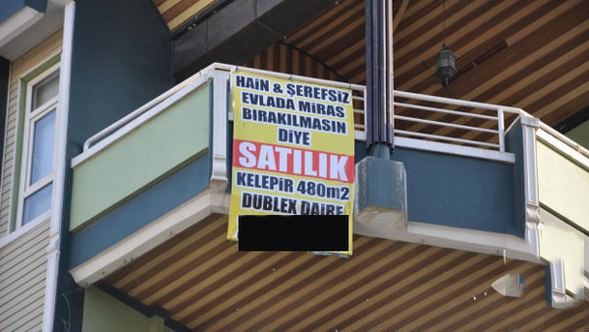 HAİN & ŞEREFSİZ
EVLADA MİRAS
BIRAKILMASIN
DİYE
SATILIK
KELEPİR 480m2
DUBLEX DAİRE